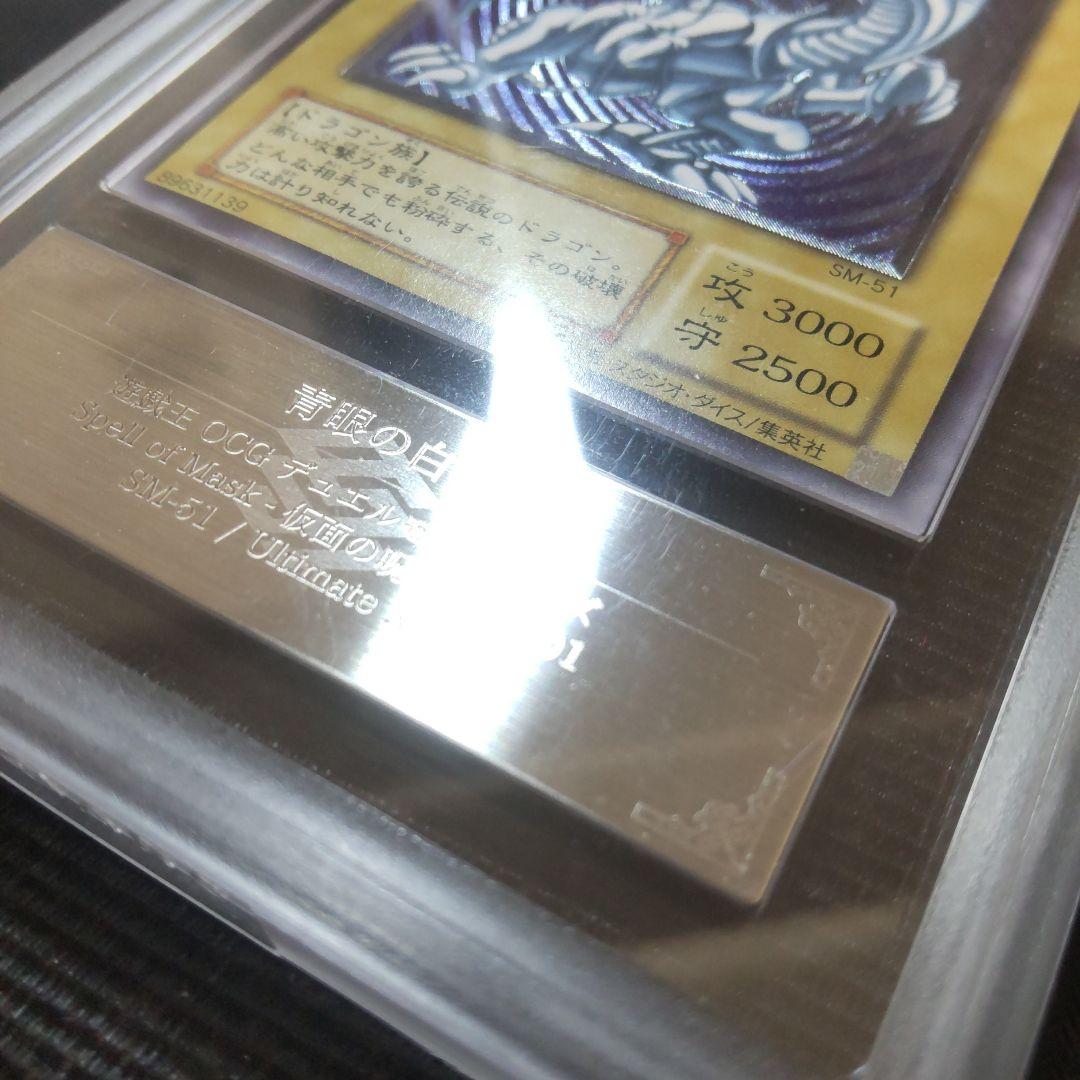 【ドラゴン族】
高い攻撃力を誇る伝説のドラゴン。
どんな相手でも粉砕する、その破壊
力は計り知れない。
SM-51
攻 3000
守 2500
89631139
スタジオ・ダイス/集英社
青眼の白
遊戯王 OCG デュエル
Spell of Mask - 仮面の呪
SM-51 / Ultimate